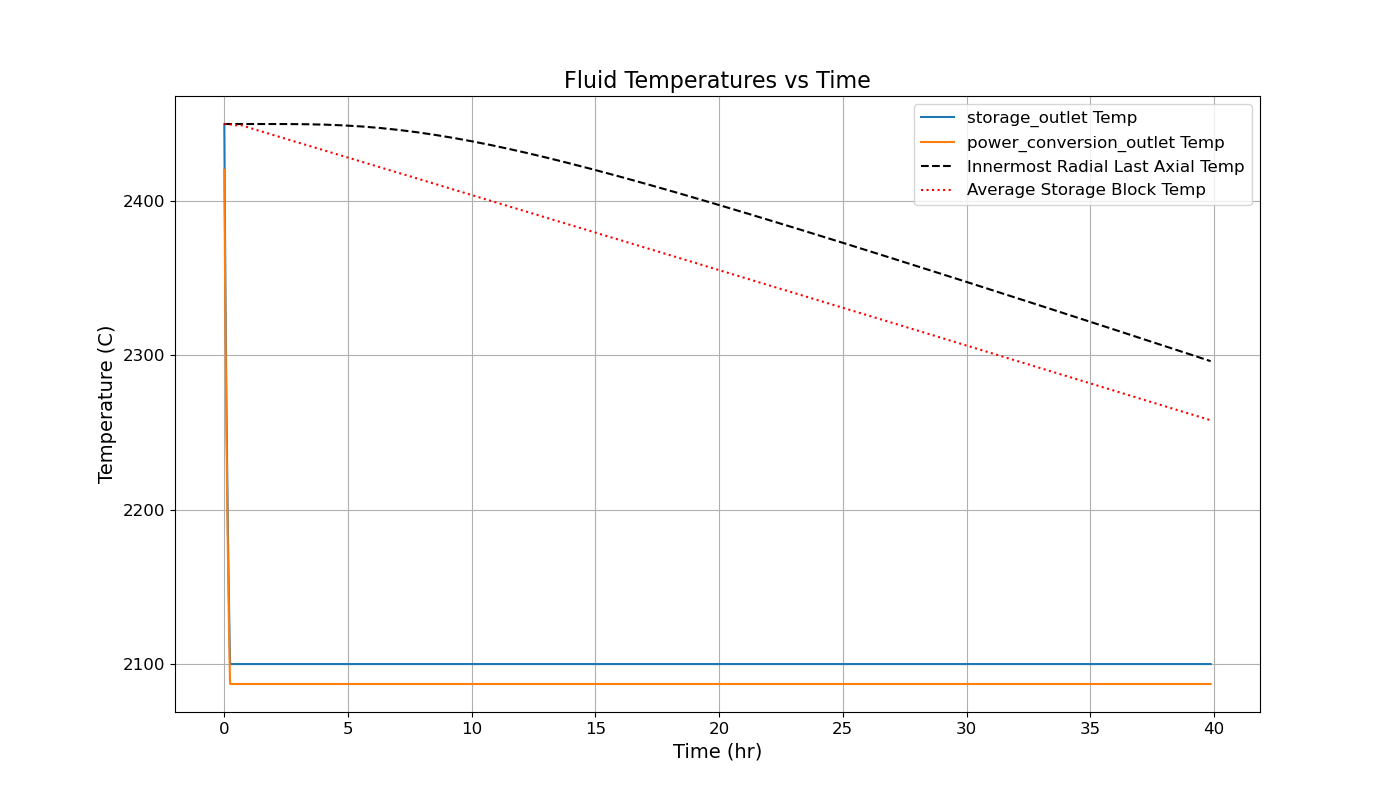 Fluid Temperatures vs Time
storage_outlet Temp
power_conversion_outlet Temp
Innermost Radial Last Axial Temp
Average Storage Block Temp
Temperature (C)
2400
2300
2200
2100
0 5 10 15 20 25 30 35 40
Time (hr)